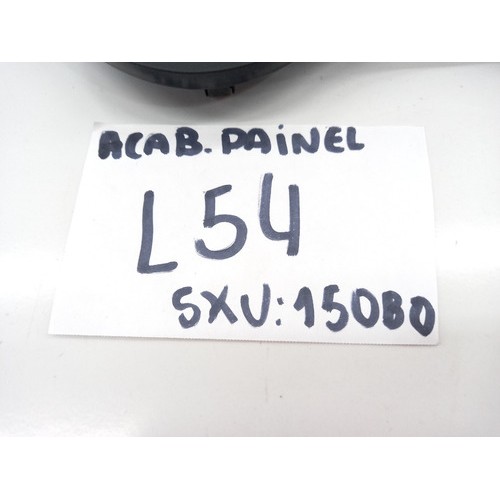 ACAB. PAINEL
L54
SXU: 15080